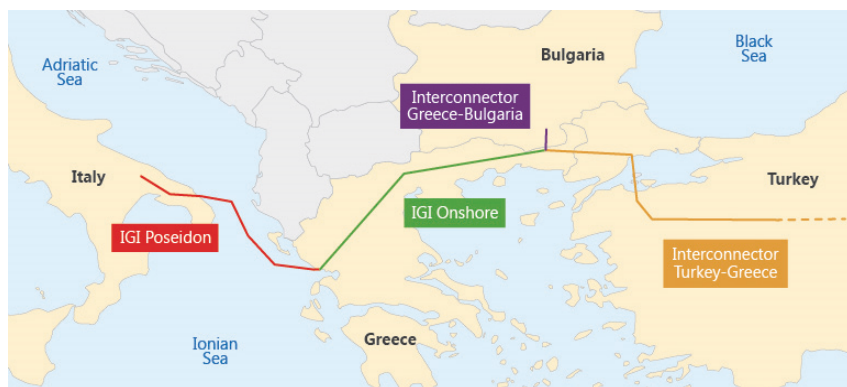 Adriatic
Sea
Bulgaria
Black
Sea
Interconnector
Greece-Bulgaria
Italy
Turkey
IGI Poseidon
IGI Onshore
Interconnector
Turkey-Greece
Ionian
Sea
Greece